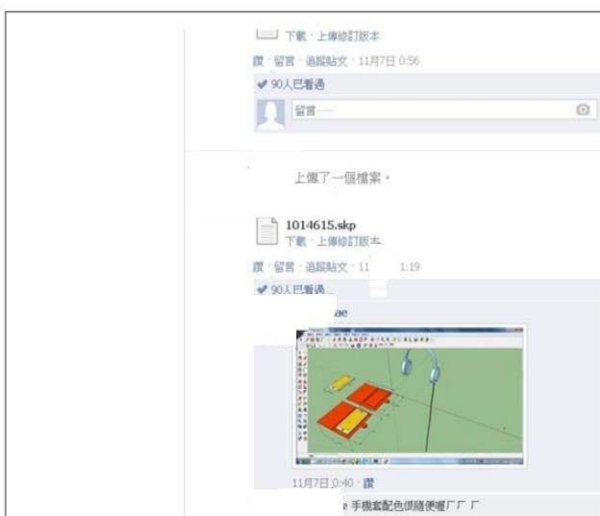 下載 · 上傳修訂版本
讚 · 留言 · 追蹤貼文 · 11月7日 0:56
✔ 90人已看過
留言……
上傳了一個檔案。
1014615.skp
下載 · 上傳修訂版本
讚 · 留言 · 追蹤貼文 · 11 1:19
✔ 90人已看過
ae
11月7日 0:40 · 讚
e 手機套配色很隨便喔ㄏㄏ ㄏ